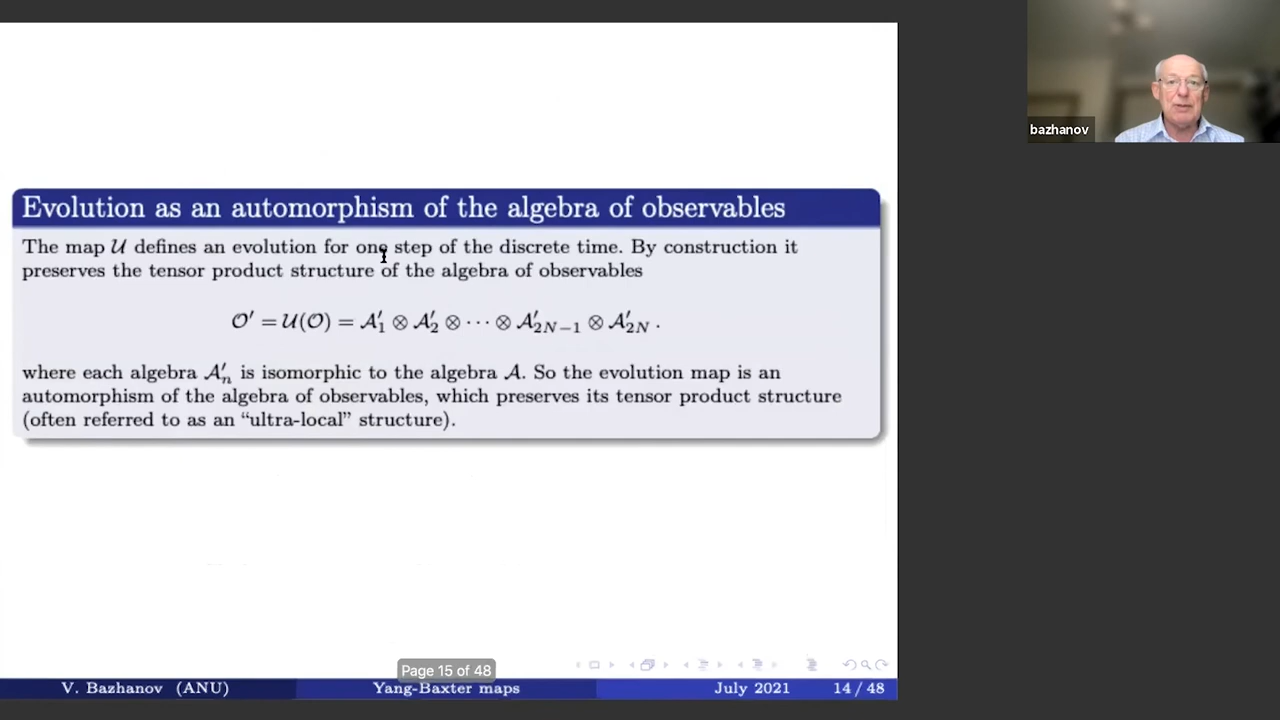 bazhanov
Evolution as an automorphism of the algebra of observables
The map 𝒰 defines an evolution for one step of the discrete time. By construction it
preserves the tensor product structure of the algebra of observables
𝒪′ = 𝒰(𝒪) = 𝒜′₁ ⊗ 𝒜′₂ ⊗ ⋯ ⊗ 𝒜′_{2N−1} ⊗ 𝒜′_{2N} .
where each algebra 𝒜′ₙ is isomorphic to the algebra 𝒜. So the evolution map is an
automorphism of the algebra of observables, which preserves its tensor product structure
(often referred to as an “ultra-local” structure).
Page 15 of 48
V. Bazhanov (ANU) Yang-Baxter maps July 2021 14 / 48